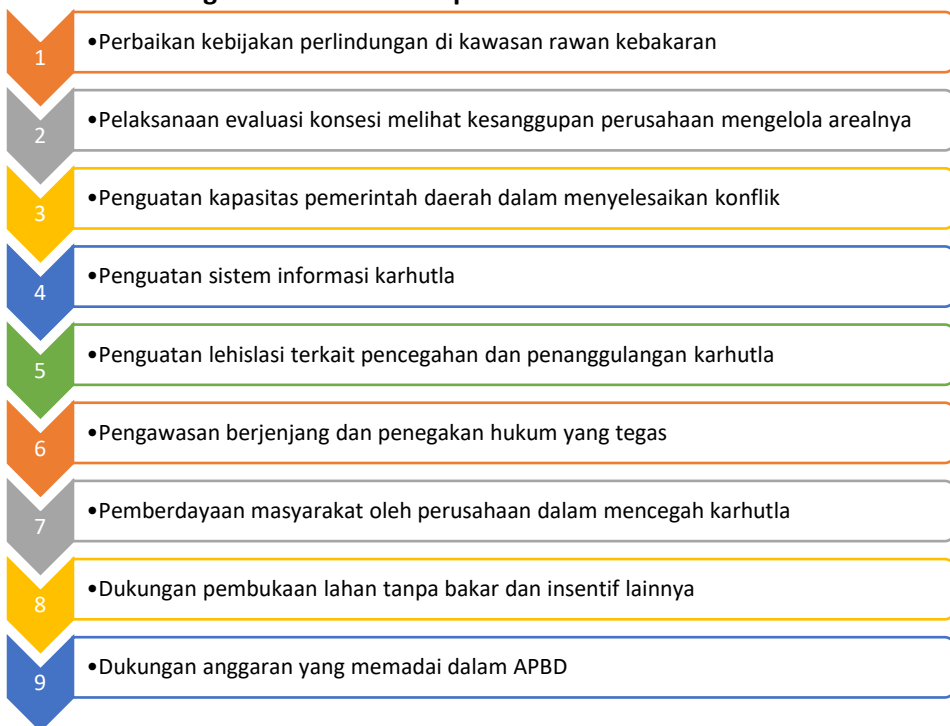 1
•Perbaikan kebijakan perlindungan di kawasan rawan kebakaran
2
•Pelaksanaan evaluasi konsesi melihat kesanggupan perusahaan mengelola arealnya
3
•Penguatan kapasitas pemerintah daerah dalam menyelesaikan konflik
4
•Penguatan sistem informasi karhutla
5
•Penguatan lehislasi terkait pencegahan dan penanggulangan karhutla
6
•Pengawasan berjenjang dan penegakan hukum yang tegas
7
•Pemberdayaan masyarakat oleh perusahaan dalam mencegah karhutla
8
•Dukungan pembukaan lahan tanpa bakar dan insentif lainnya
9
•Dukungan anggaran yang memadai dalam APBD